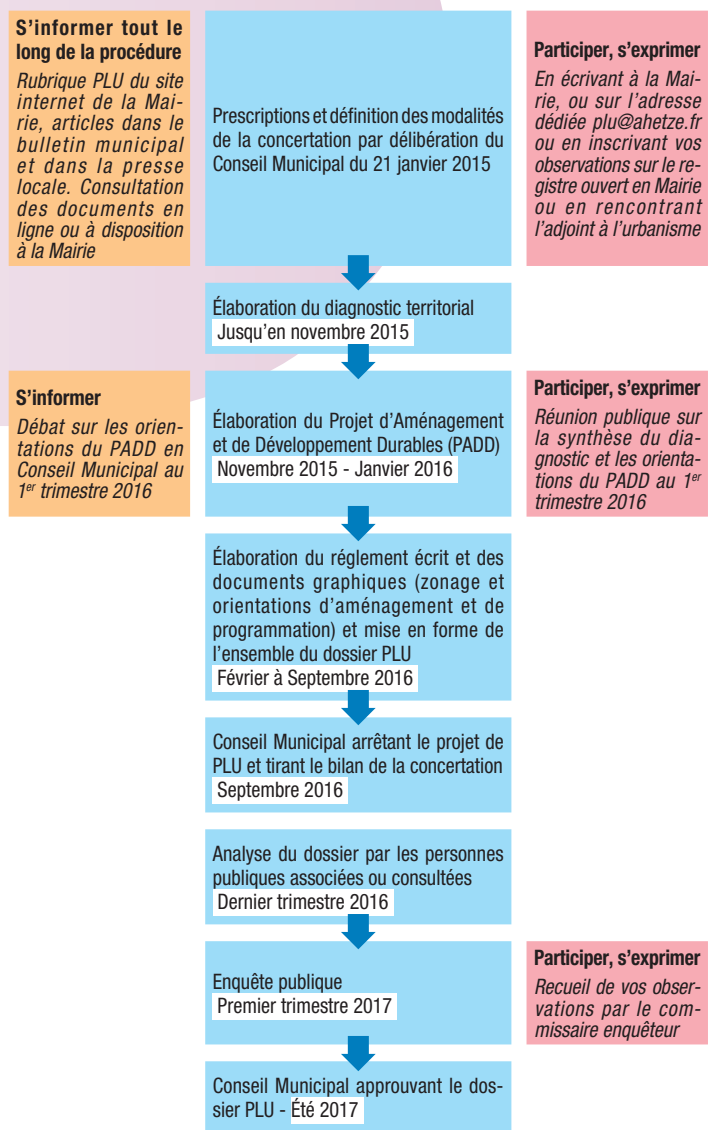 S'informer tout le
long de la procédure
Rubrique PLU du site
internet de la Mai-
rie, articles dans le
bulletin municipal
et dans la presse
locale. Consultation
des documents en
ligne ou à disposition
à la Mairie
Prescriptions et définition des modalités
de la concertation par délibération du
Conseil Municipal du 21 janvier 2015
Participer, s'exprimer
En écrivant à la Mai-
rie, ou sur l'adresse
dédiée plu@ahetze.fr
ou en inscrivant vos
observations sur le re-
gistre ouvert en Mairie
ou en rencontrant
l'adjoint à l'urbanisme
Élaboration du diagnostic territorial
Jusqu'en novembre 2015
S'informer
Débat sur les orien-
tations du PADD en
Conseil Municipal au
1er trimestre 2016
Élaboration du Projet d'Aménagement
et de Développement Durables (PADD)
Novembre 2015 - Janvier 2016
Participer, s'exprimer
Réunion publique sur
la synthèse du dia-
gnostic et les orienta-
tions du PADD au 1er
trimestre 2016
Élaboration du réglement écrit et des
documents graphiques (zonage et
orientations d'aménagement et de
programmation) et mise en forme de
l'ensemble du dossier PLU
Février à Septembre 2016
Conseil Municipal arrêtant le projet de
PLU et tirant le bilan de la concertation
Septembre 2016
Analyse du dossier par les personnes
publiques associées ou consultées
Dernier trimestre 2016
Enquête publique
Premier trimestre 2017
Participer, s'exprimer
Recueil de vos obser-
vations par le com-
missaire enquêteur
Conseil Municipal approuvant le dos-
sier PLU - Été 2017